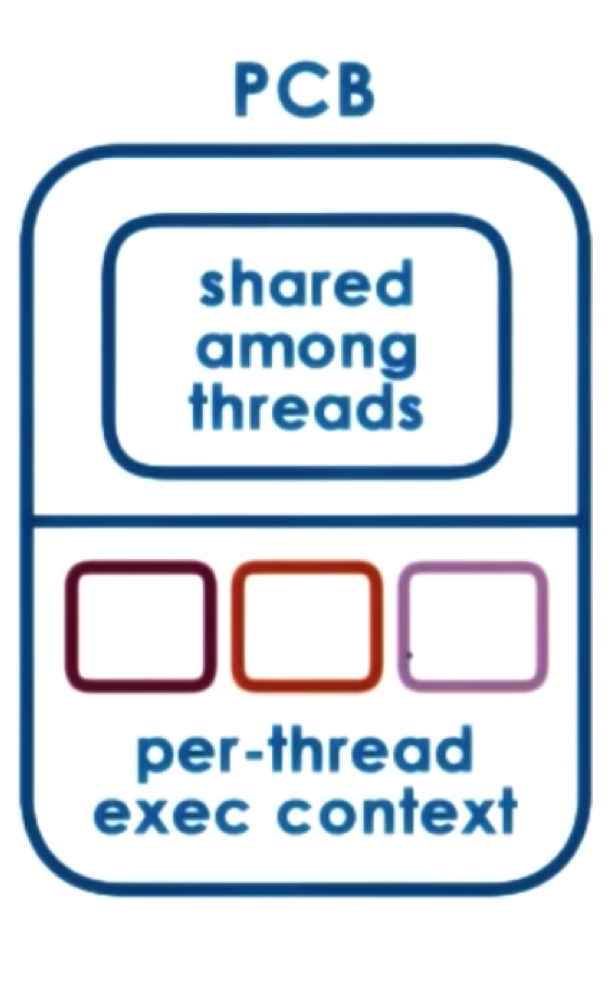 PCB
shared
among
threads
per-thread
exec context